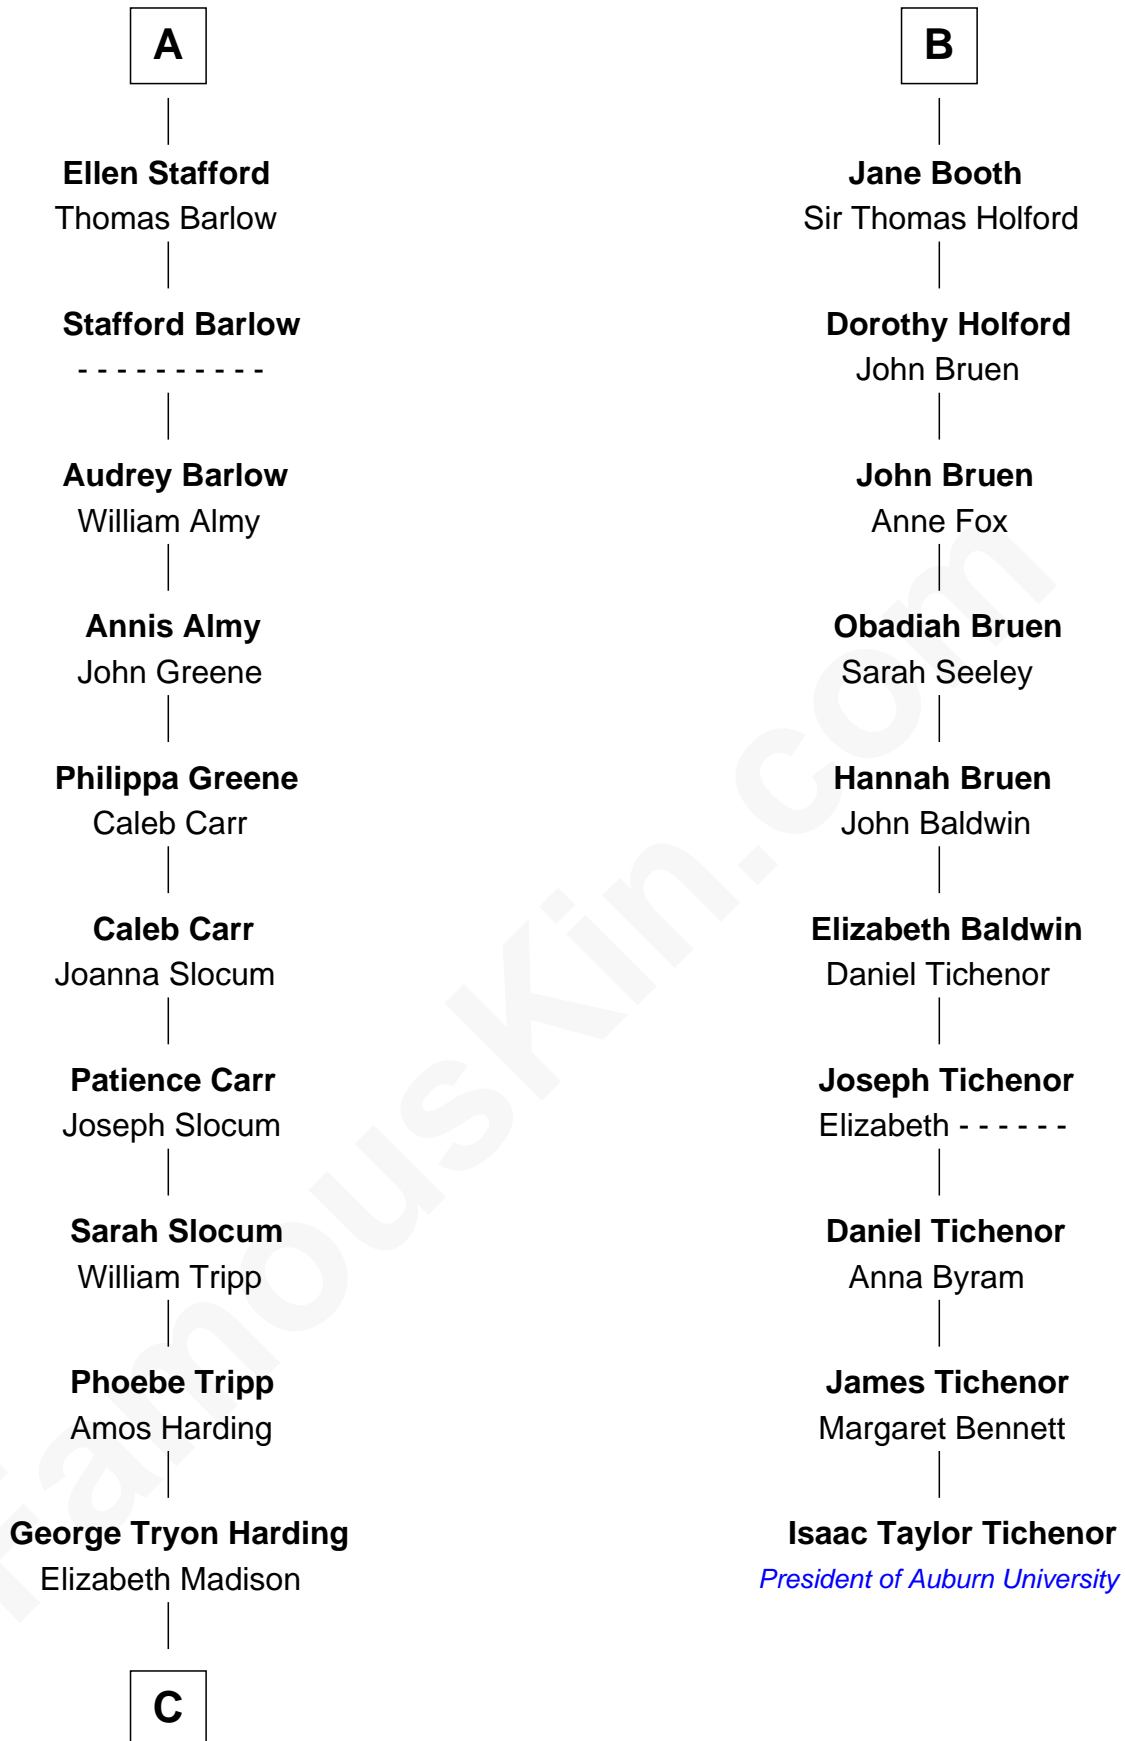 A
Ellen Stafford
Thomas Barlow
Stafford Barlow
- - - - - - - - - -
Audrey Barlow
William Almy
Annis Almy
John Greene
Philippa Greene
Caleb Carr
Caleb Carr
Joanna Slocum
Patience Carr
Joseph Slocum
Sarah Slocum
William Tripp
Phoebe Tripp
Amos Harding
George Tryon Harding
Elizabeth Madison
C
B
Jane Booth
Sir Thomas Holford
Dorothy Holford
John Bruen
John Bruen
Anne Fox
Obadiah Bruen
Sarah Seeley
Hannah Bruen
John Baldwin
Elizabeth Baldwin
Daniel Tichenor
Joseph Tichenor
Elizabeth - - - - - -
Daniel Tichenor
Anna Byram
James Tichenor
Margaret Bennett
Isaac Taylor Tichenor
President of Auburn University
FamousKin.com